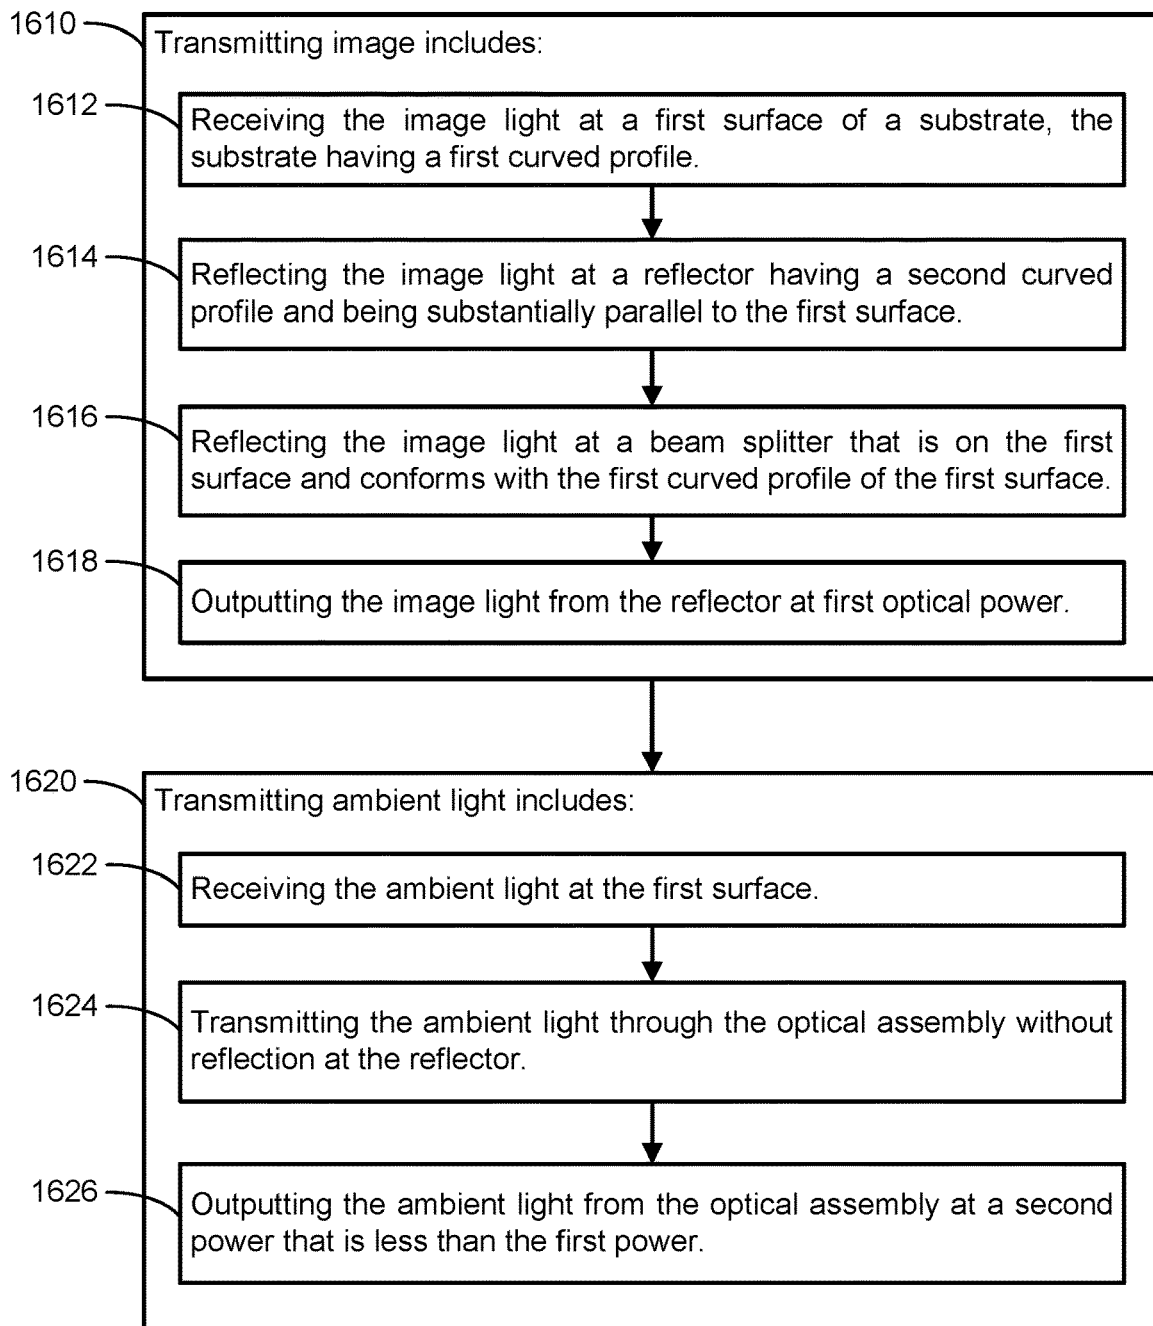 1610
Transmitting image includes:
1612
Receiving the image light at a first surface of a substrate, the
substrate having a first curved profile.
1614
Reflecting the image light at a reflector having a second curved
profile and being substantially parallel to the first surface.
1616
Reflecting the image light at a beam splitter that is on the first
surface and conforms with the first curved profile of the first surface.
1618
Outputting the image light from the reflector at first optical power.
1620
Transmitting ambient light includes:
1622
Receiving the ambient light at the first surface.
1624
Transmitting the ambient light through the optical assembly without
reflection at the reflector.
1626
Outputting the ambient light from the optical assembly at a second
power that is less than the first power.